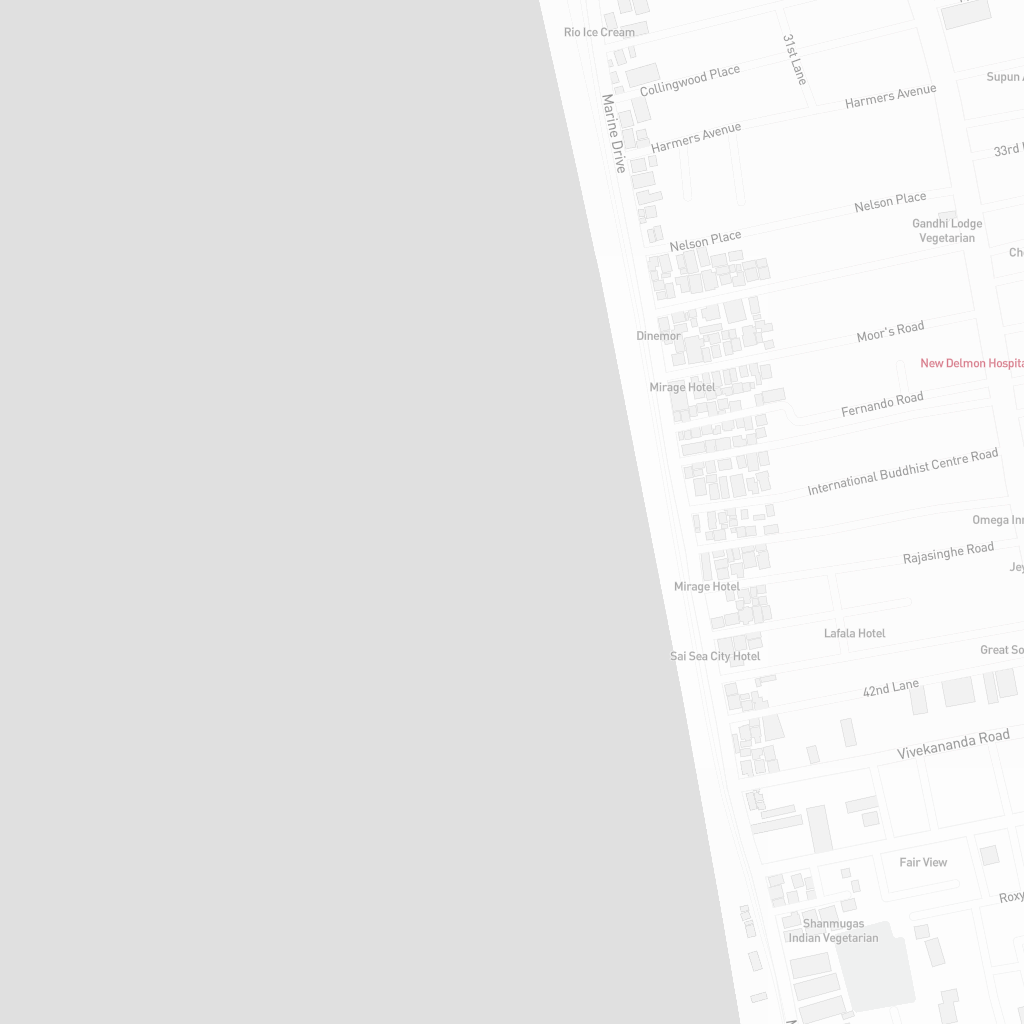 Rio Ice Cream
31st Lane
Collingwood Place
Supun
Harmers Avenue
Marine Drive
Harmers Avenue
33rd
Nelson Place
Gandhi Lodge
Vegetarian
Nelson Place
Dinemor
Moor's Road
New Delmon Hospita
Mirage Hotel
Fernando Road
International Buddhist Centre Road
Omega Inn
Rajasinghe Road
Mirage Hotel
Lafala Hotel
Great So
Sai Sea City Hotel
42nd Lane
Vivekananda Road
Fair View
Roxy
Shanmugas
Indian Vegetarian